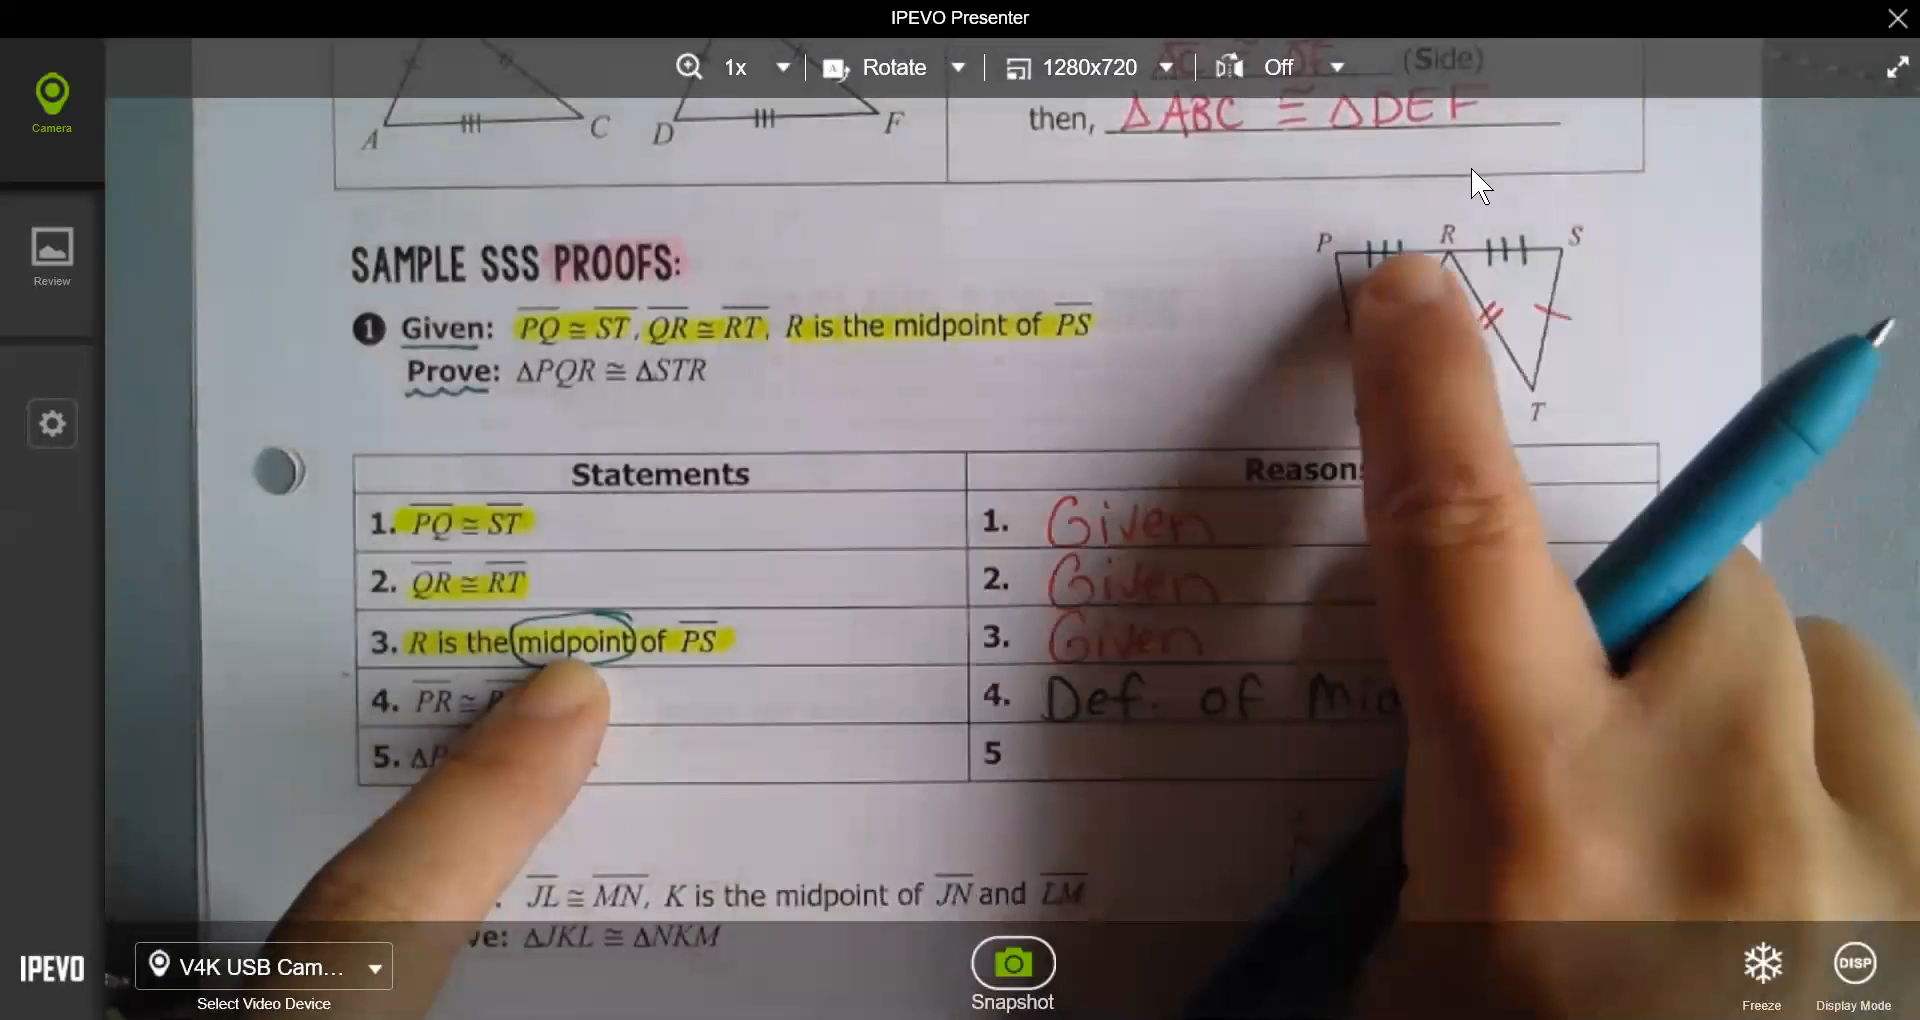 IPEVO Presenter
1x Rotate 1280x720 Off
Camera
Review
(Side)
A C D F
then, ΔABC ≅ ΔDEF
P R S
T
SAMPLE SSS PROOFS:
1 Given: PQ ≅ ST, QR ≅ RT, R is the midpoint of PS
Prove: ΔPQR ≅ ΔSTR
Statements
1. PQ ≅ ST
1. Given
2. QR ≅ RT
2. Given
3. R is the midpoint of PS
3. Given
4. PR ≅
4. Def. of
5. Δ
5
JL ≅ MN, K is the midpoint of JN and LM
ΔJKL ≅ ΔNKM
IPEVO
V4K USB Cam...
Select Video Device
Snapshot
Freeze
DISP
Display Mode